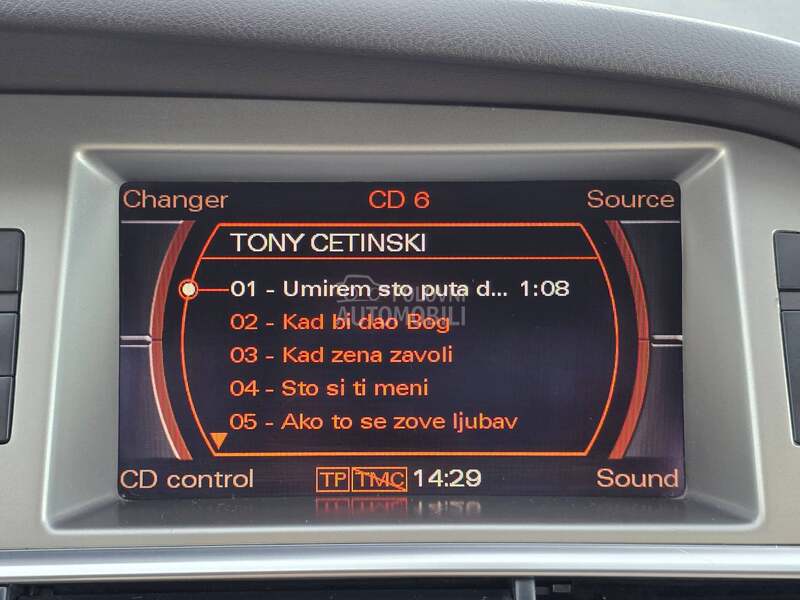 Changer CD 6 Source
TONY CETINSKI
01 - Umirem sto puta d... 1:08
02 - Kad bi dao Bog
03 - Kad zena zavoli
04 - Sto si ti meni
05 - Ako to se zove ljubav
CD control TP TMC 14:29 Sound
POLOVNI
AUTOMOBILI